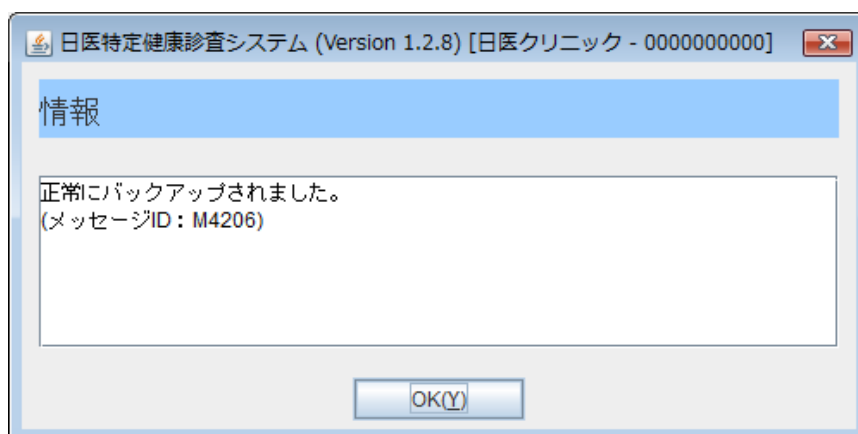 日医特定健康診査システム (Version 1.2.8) [日医クリニック - 0000000000]
情報
正常にバックアップされました。
(メッセージID：M4206)
OK(Y)